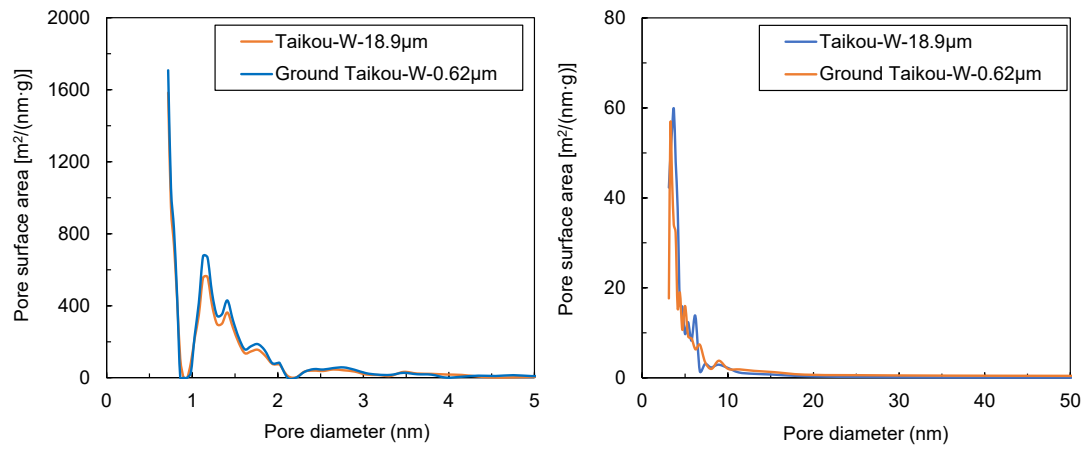 2000
1600
1200
800
400
0
Pore surface area [m²/(nm·g)]
Taikou-W-18.9µm
Ground Taikou-W-0.62µm
0 1 2 3 4 5
Pore diameter (nm)
80
60
40
20
0
Pore surface area [m²/(nm·g)]
Taikou-W-18.9µm
Ground Taikou-W-0.62µm
0 10 20 30 40 50
Pore diameter (nm)